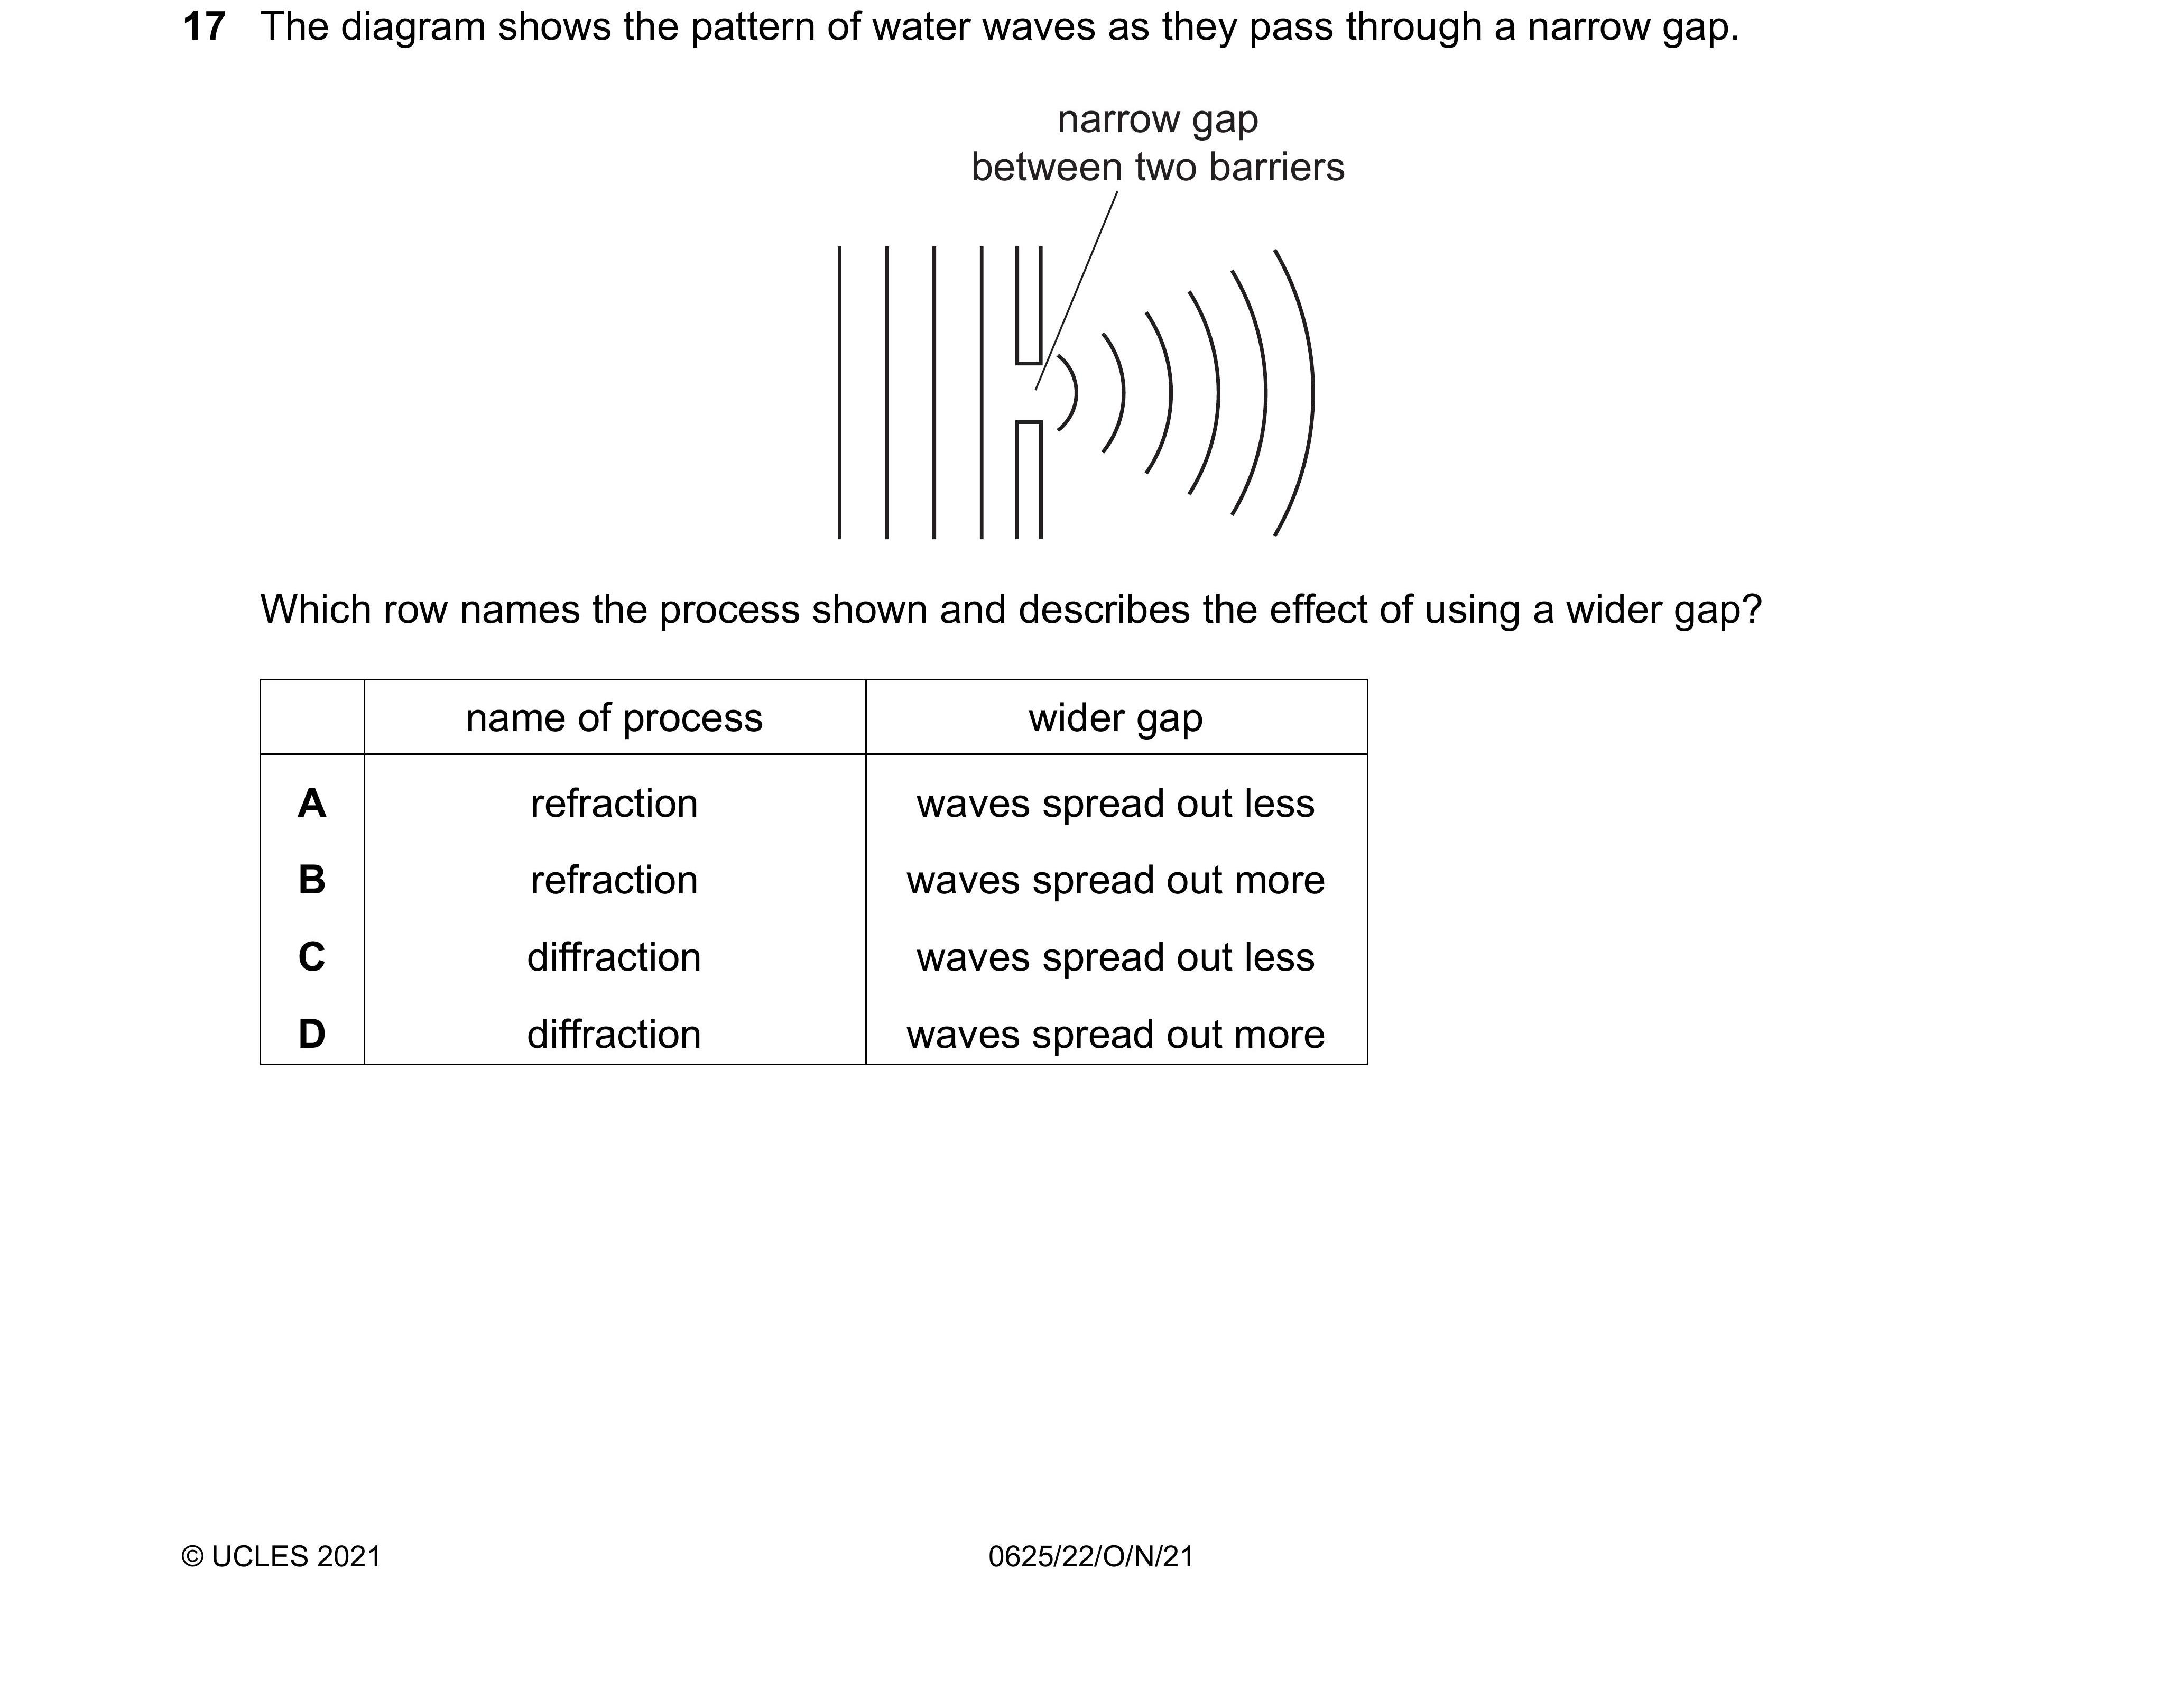 17 The diagram shows the pattern of water waves as they pass through a narrow gap.
narrow gap
between two barriers
Which row names the process shown and describes the effect of using a wider gap?
name of process wider gap
A refraction waves spread out less
B refraction waves spread out more
C diffraction waves spread out less
D diffraction waves spread out more
© UCLES 2021 0625/22/O/N/21